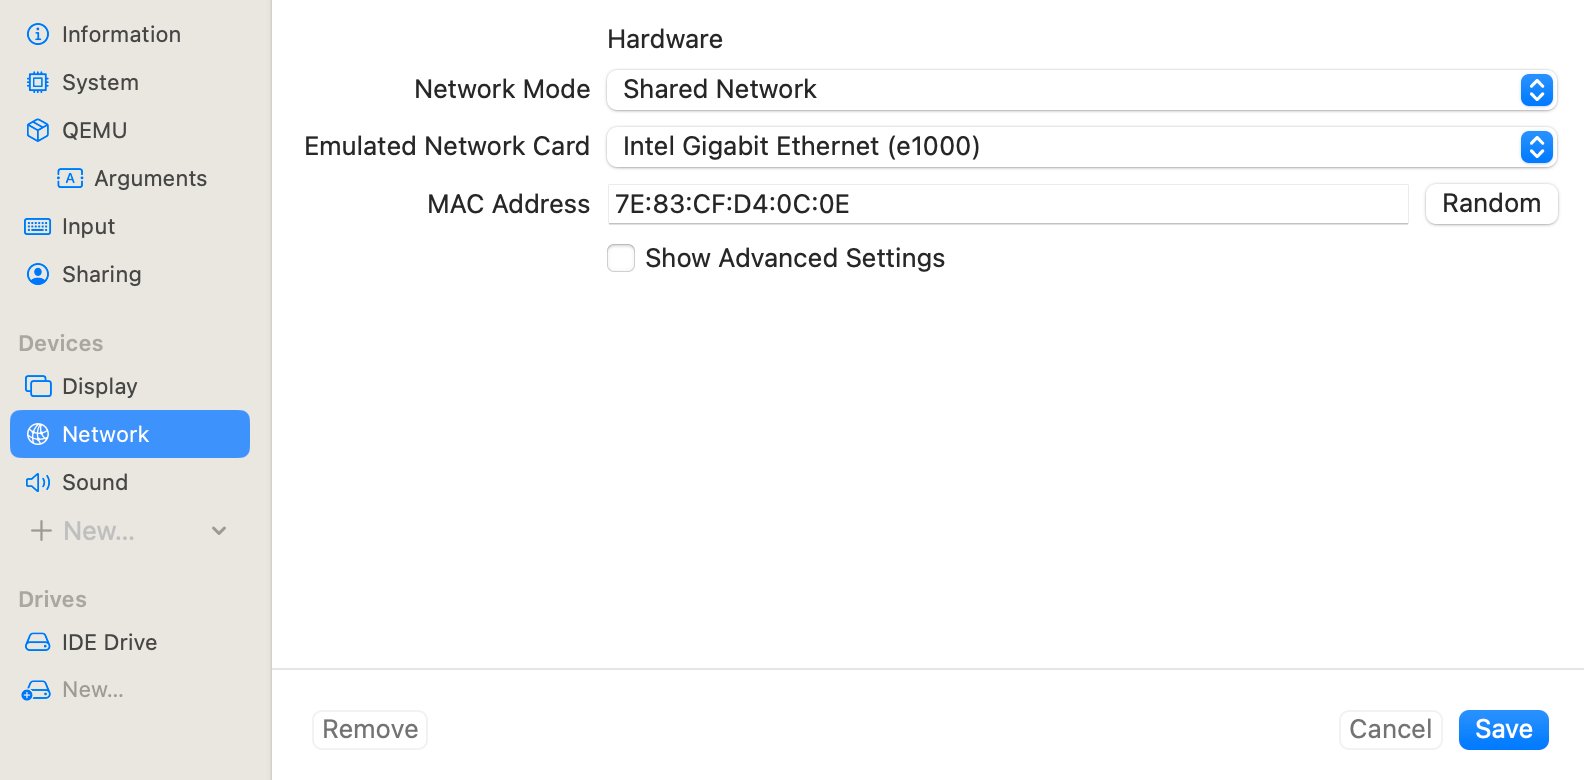 Information
System
QEMU
Arguments
Input
Sharing
Devices
Display
Network
Sound
New...
Drives
IDE Drive
New...
Hardware
Network Mode Shared Network
Emulated Network Card Intel Gigabit Ethernet (e1000)
MAC Address 7E:83:CF:D4:0C:0E Random
Show Advanced Settings
Remove Cancel Save